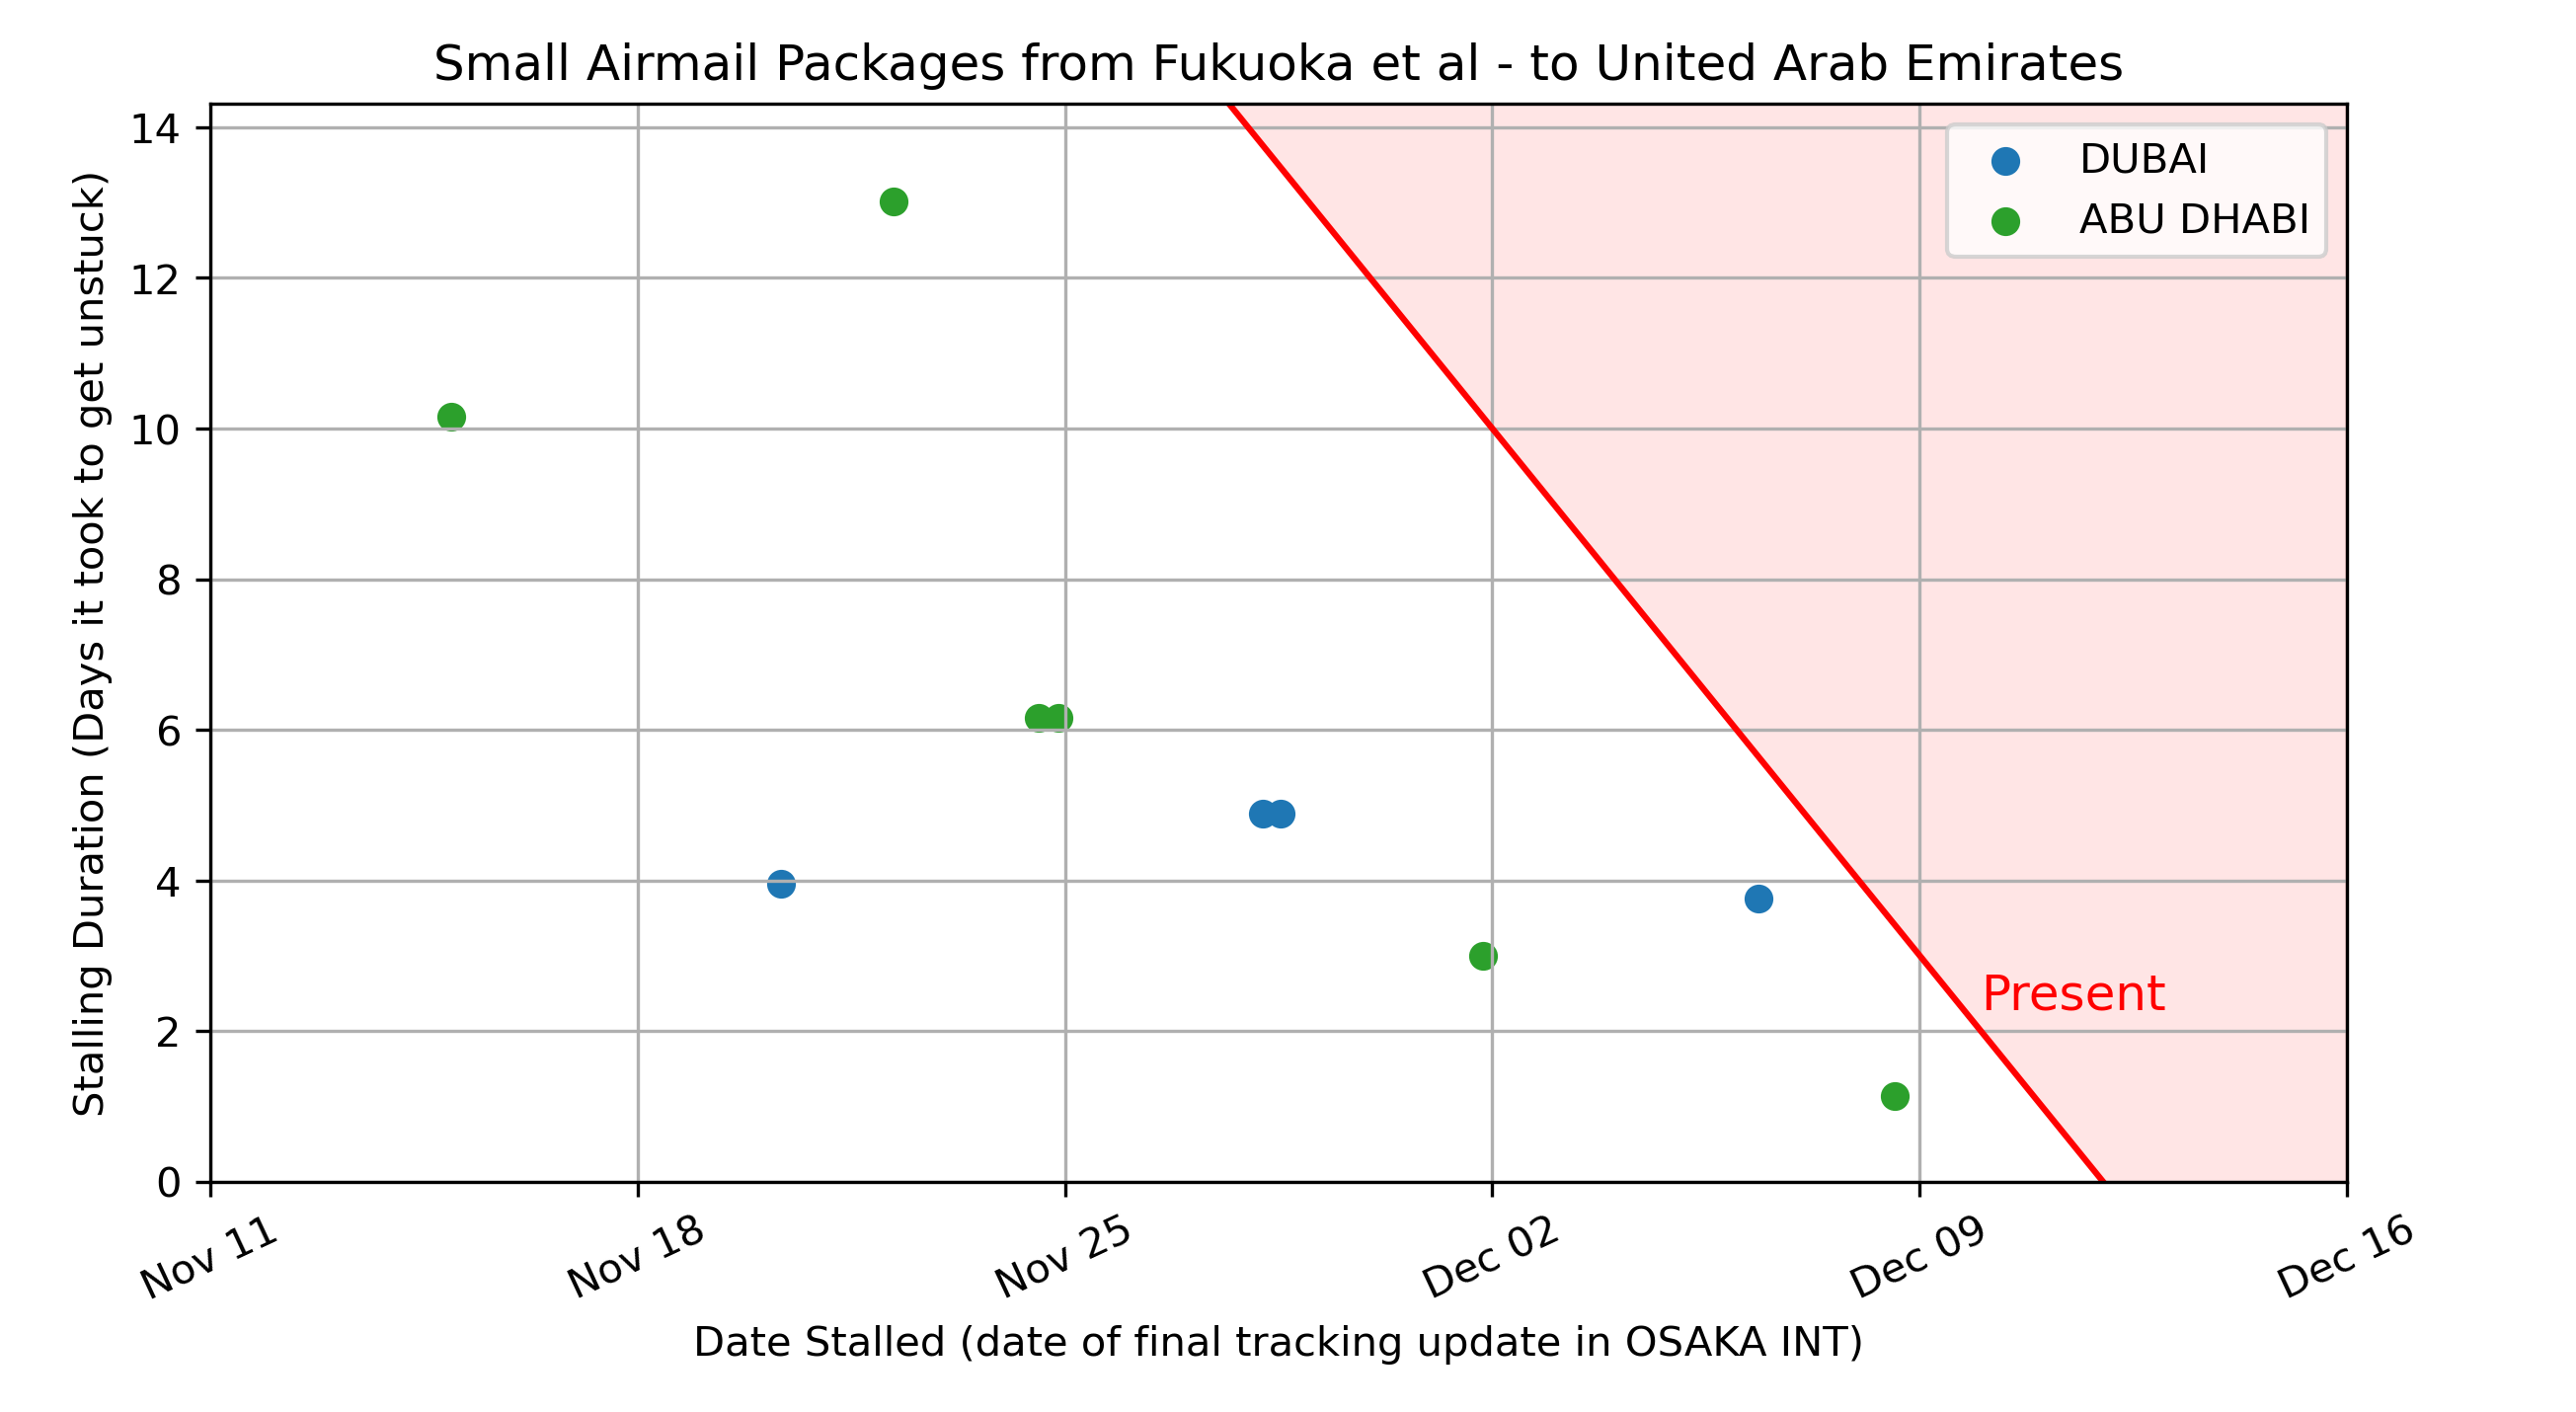 Small Airmail Packages from Fukuoka et al - to United Arab Emirates
Stalling Duration (Days it took to get unstuck)
14
12
10
8
6
4
2
0
DUBAI
ABU DHABI
Present
Nov 11
Nov 18
Nov 25
Dec 02
Dec 09
Dec 16
Date Stalled (date of final tracking update in OSAKA INT)